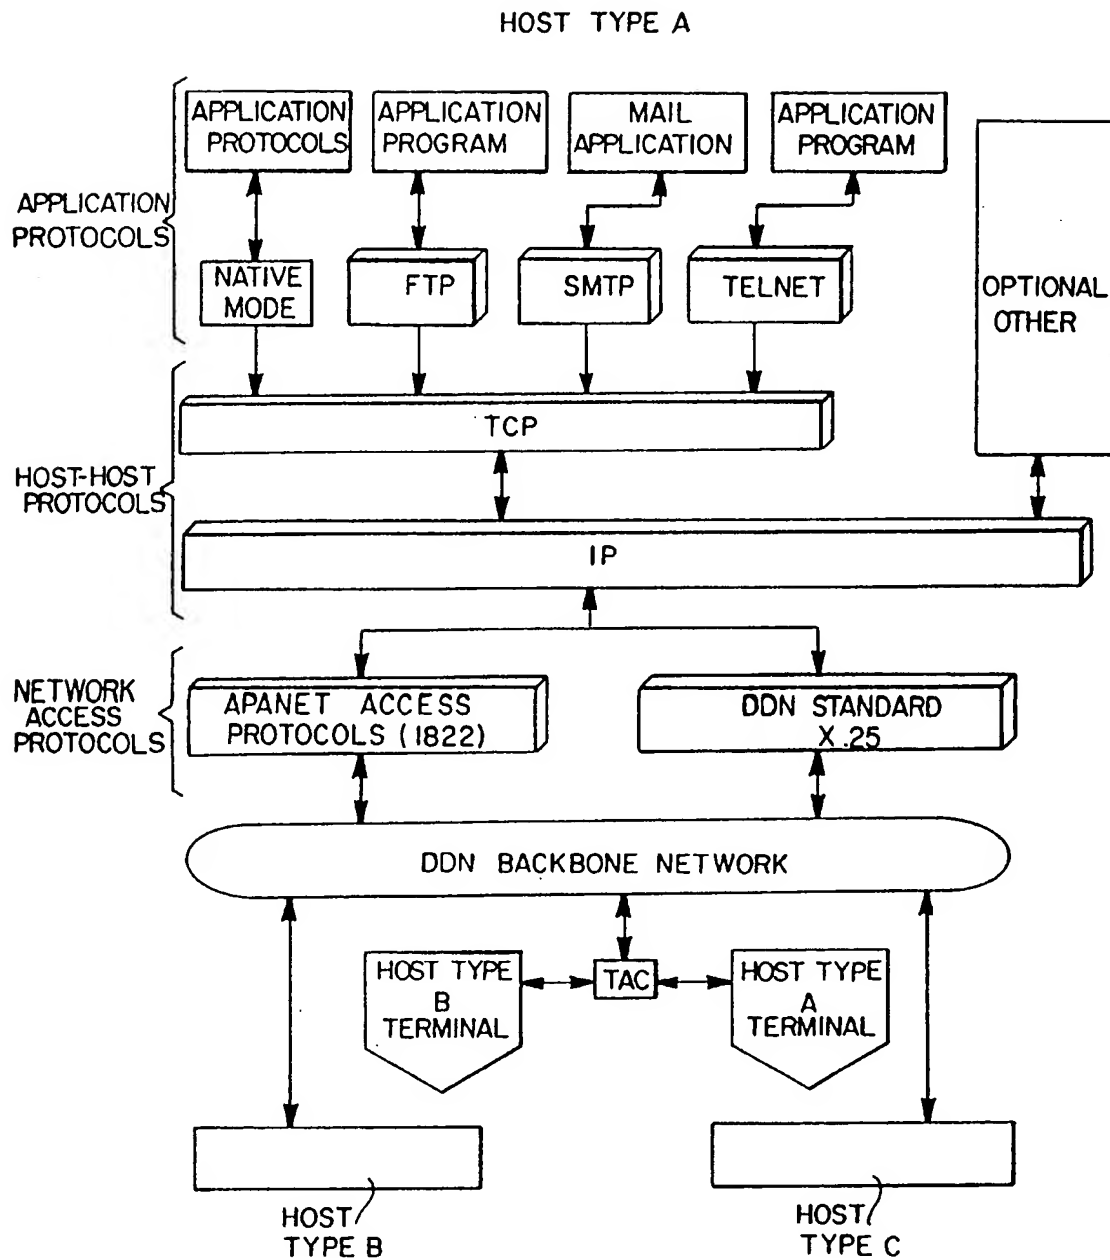 HOST TYPE A
APPLICATION
PROTOCOLS
APPLICATION
PROGRAM
MAIL
APPLICATION
APPLICATION
PROGRAM
APPLICATION
PROTOCOLS
NATIVE
MODE
FTP
SMTP
TELNET
OPTIONAL
OTHER
TCP
HOST-HOST
PROTOCOLS
IP
NETWORK
ACCESS
PROTOCOLS
APANET ACCESS
PROTOCOLS (1822)
DDN STANDARD
X.25
DDN BACKBONE NETWORK
HOST TYPE
B
TERMINAL
TAC
HOST TYPE
A
TERMINAL
HOST
TYPE B
HOST
TYPE C